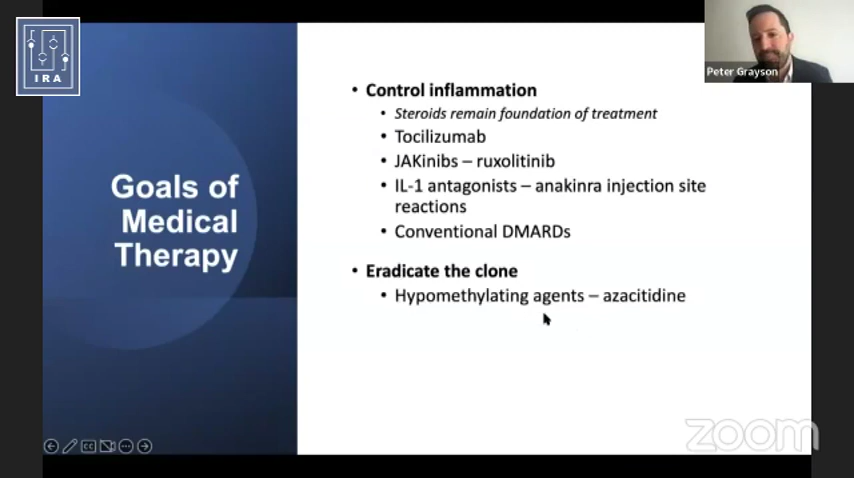 IRA
Peter Grayson
Goals of
Medical
Therapy
• Control inflammation
• Steroids remain foundation of treatment
• Tocilizumab
• JAKinibs – ruxolitinib
• IL-1 antagonists – anakinra injection site
reactions
• Conventional DMARDs
• Eradicate the clone
• Hypomethylating agents – azacitidine
zoom